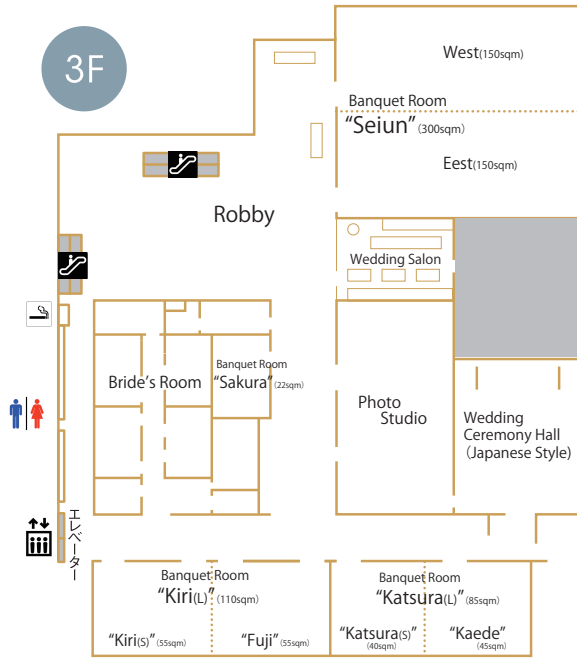 3F
West(150sqm)
Banquet Room
“Seiun”(300sqm)
Eest(150sqm)
Robby
Wedding Salon
Bride’s Room
Banquet Room
“Sakura”(22sqm)
Photo
Studio
Wedding
Ceremony Hall
（Japanese Style）
エレベーター
Banquet Room
“Kiri(L)”(110sqm)
“Kiri(S)”(55sqm)
“Fuji”(55sqm)
Banquet Room
“Katsura(L)”(85sqm)
“Katsura(S)”
(40sqm)
“Kaede”
(45sqm)